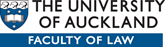 THE UNIVERSITY
OF AUCKLAND
FACULTY OF LAW